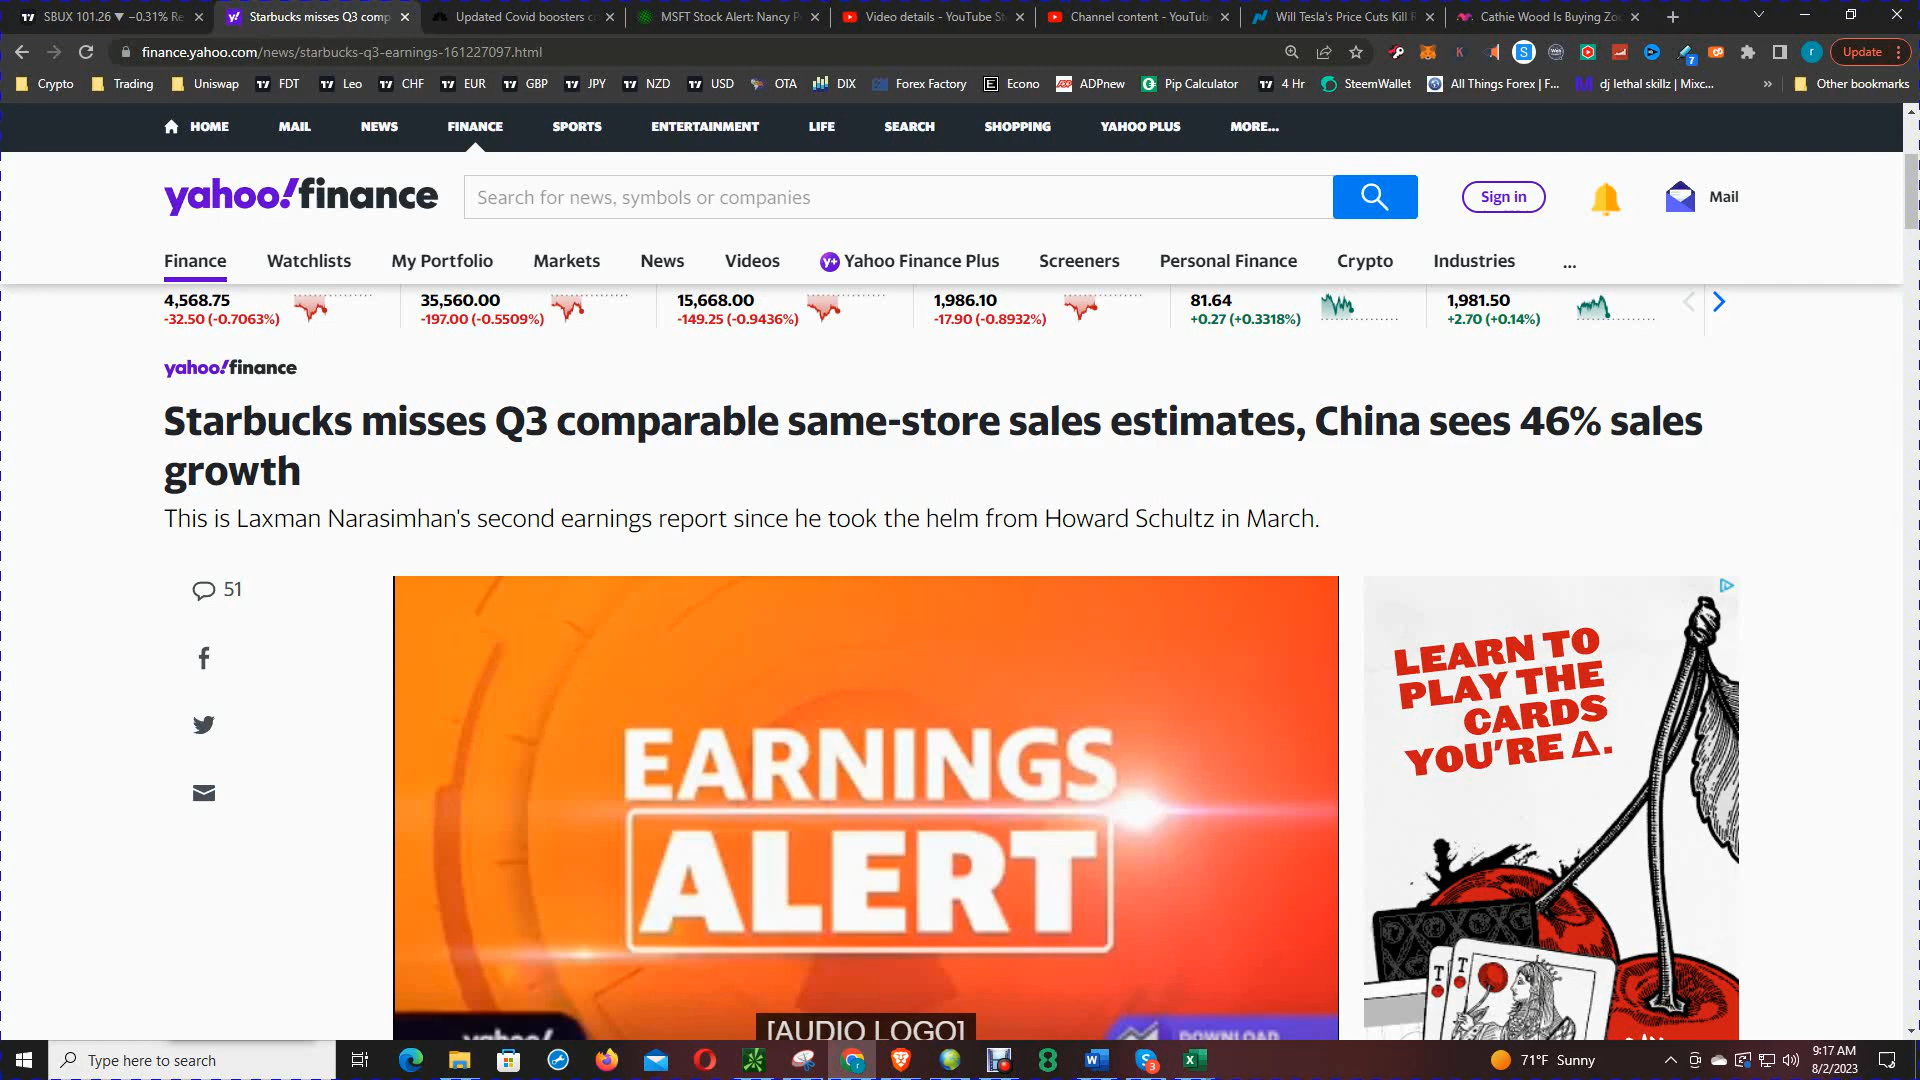 SBUX 101.26 ▼ −0.31% Re
Starbucks misses Q3 comp
Updated Covid boosters c
MSFT Stock Alert: Nancy P
Video details - YouTube St
Channel content - YouTub
Will Tesla's Price Cuts Kill R
Cathie Wood Is Buying Zoo
finance.yahoo.com/news/starbucks-q3-earnings-161227097.html
Update
Crypto Trading Uniswap FDT Leo CHF EUR GBP JPY NZD USD OTA DIX Forex Factory Econo ADPnew Pip Calculator 4 Hr SteemWallet All Things Forex | F... dj lethal skillz | Mixc... » Other bookmarks
HOME MAIL NEWS FINANCE SPORTS ENTERTAINMENT LIFE SEARCH SHOPPING YAHOO PLUS MORE...
yahoo!finance
Search for news, symbols or companies
Sign in
Mail
Finance Watchlists My Portfolio Markets News Videos Yahoo Finance Plus Screeners Personal Finance Crypto Industries ...
4,568.75 35,560.00 15,668.00 1,986.10 81.64 1,981.50
-32.50 (-0.7063%) -197.00 (-0.5509%) -149.25 (-0.9436%) -17.90 (-0.8932%) +0.27 (+0.3318%) +2.70 (+0.14%)
yahoo!finance
Starbucks misses Q3 comparable same-store sales estimates, China sees 46% sales
growth
This is Laxman Narasimhan's second earnings report since he took the helm from Howard Schultz in March.
51
EARNINGS
ALERT
[AUDIO LOGO]
yahoo!
DOWNLOAD
LEARN TO
PLAY THE
CARDS
YOU'RE Δ.
T T
Type here to search
71°F Sunny
9:17 AM
8/2/2023